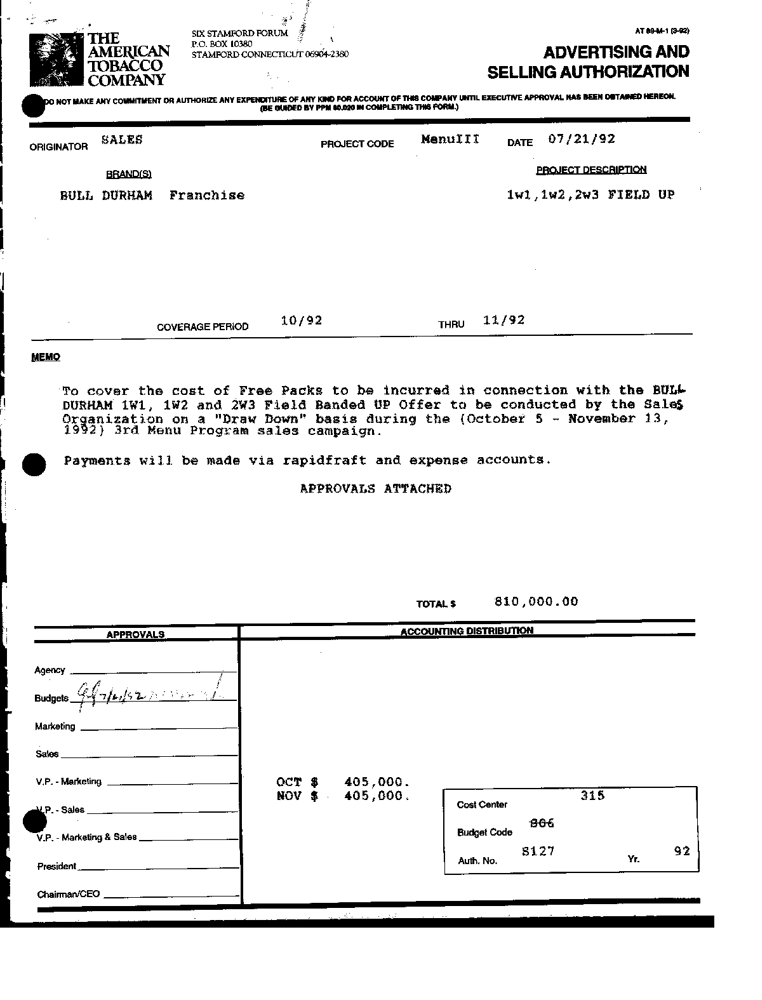 THE
AMERICAN
TOBACCO
COMPANY
SIX STAMFORD FORUM
P.O. BOX 10380
STAMFORD CONNECTICUT 06904-2380
AT 89-M-1 (3-92)
ADVERTISING AND
SELLING AUTHORIZATION
DO NOT MAKE ANY COMMITMENT OR AUTHORIZE ANY EXPENDITURE OF ANY KIND FOR ACCOUNT OF THIS COMPANY UNTIL EXECUTIVE APPROVAL HAS BEEN OBTAINED HEREON.
(BE GUIDED BY PPM 80.020 IN COMPLETING THIS FORM.)
ORIGINATOR SALES PROJECT CODE MenuIII DATE 07/21/92
BRAND(S) PROJECT DESCRIPTION
BULL DURHAM Franchise 1w1,1w2,2w3 FIELD UP
COVERAGE PERIOD 10/92 THRU 11/92
MEMO
To cover the cost of Free Packs to be incurred in connection with the BULL
DURHAM 1W1, 1W2 and 2W3 Field Banded UP Offer to be conducted by the Sales
Organization on a "Draw Down" basis during the (October 5 - November 13,
1992) 3rd Menu Program sales campaign.
Payments will be made via rapidfraft and expense accounts.
APPROVALS ATTACHED
TOTAL $ 810,000.00
APPROVALS ACCOUNTING DISTRIBUTION
Agency
Budgets
Marketing
Sales
V.P. - Marketing OCT $ 405,000.
NOV $ 405,000.
V.P. - Sales Cost Center 315
V.P. - Marketing & Sales Budget Code 806
President Auth. No. S127 Yr. 92
Chairman/CEO